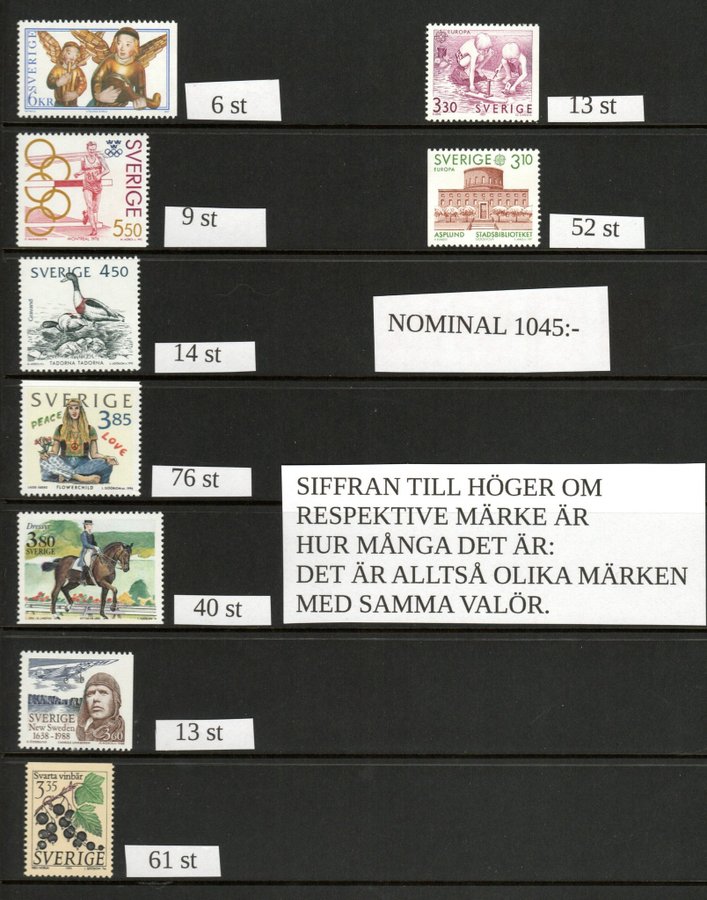 SVERIGE
6 KR
6 st
EUROPA
3.30 SVERIGE
13 st
SVERIGE
5.50
MONTREAL 1976
9 st
SVERIGE 3.10
EUROPA
ASPLUND STADSBIBLIOTEKET
52 st
SVERIGE 4.50
Gravand
TADORNA TADORNA
14 st
NOMINAL 1045:-
SVERIGE
3.85
PEACE
LOVE
FLOWERCHILD
76 st
SIFFRAN TILL HÖGER OM
RESPEKTIVE MÄRKE ÄR
HUR MÅNGA DET ÄR:
DET ÄR ALLTSÅ OLIKA MÄRKEN
MED SAMMA VALÖR.
Dressyr
3.80
SVERIGE
40 st
SVERIGE
New Sweden
1638-1988
3.60
13 st
Svarta vinbär
3.35
SVERIGE
61 st